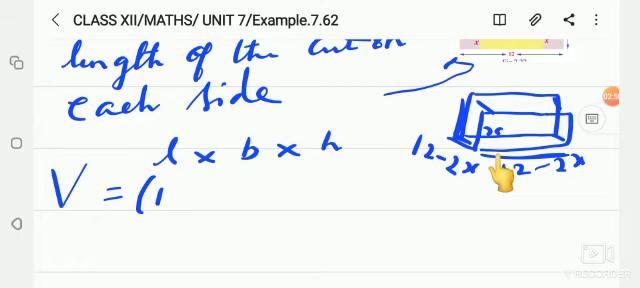 CLASS XII/MATHS/ UNIT 7/Example.7.62
length of the cut on
each side
x x
12
l × b × h
V = (1
x
12-2x
12-2x
RECORDER